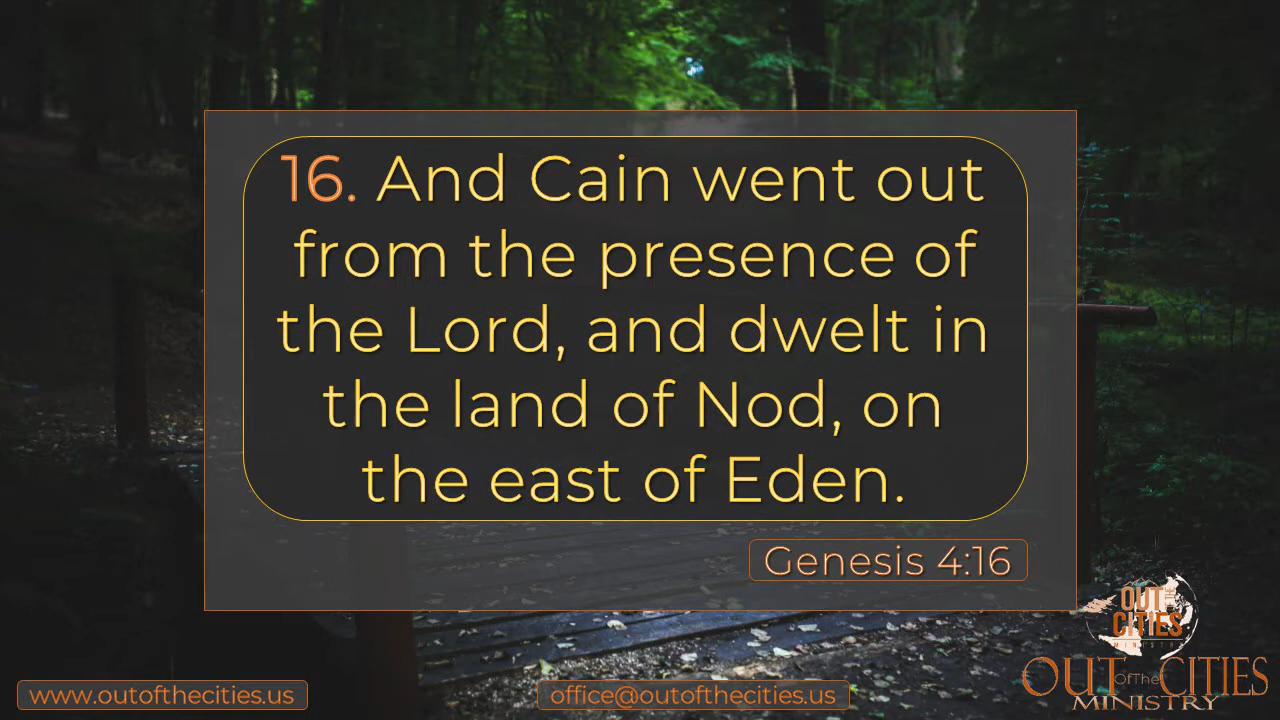 16. And Cain went out
from the presence of
the Lord, and dwelt in
the land of Nod, on
the east of Eden.
Genesis 4:16
OUT THE
CITIES
MINISTRY
OUT OfThe CITIES
MINISTRY
www.outofthecities.us
office@outofthecities.us